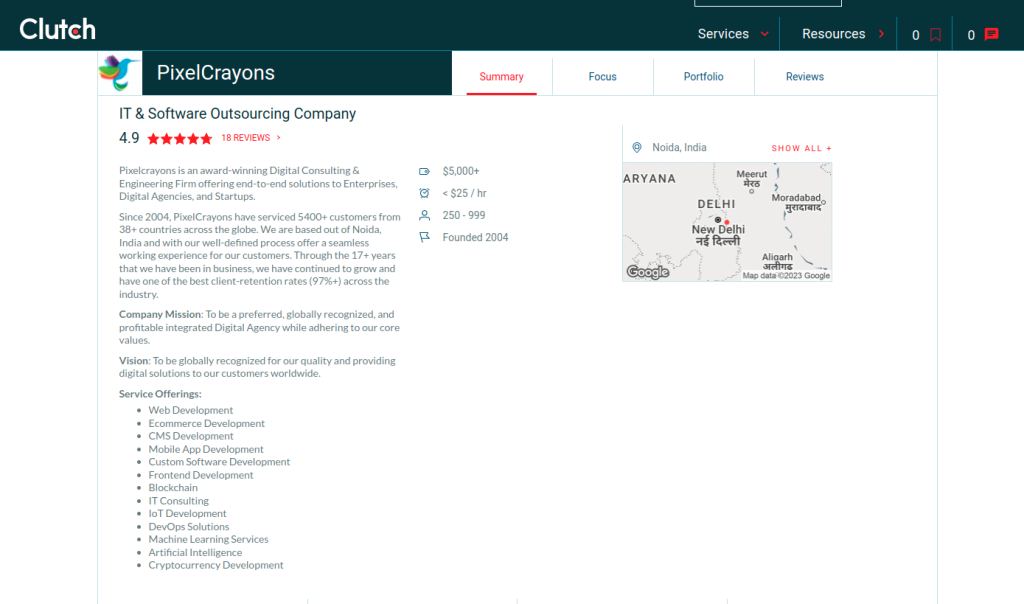 Clutch
Services
Resources
0
0
PixelCrayons
Summary
Focus
Portfolio
Reviews
IT & Software Outsourcing Company
4.9
18 REVIEWS
Pixelcrayons is an award-winning Digital Consulting &
Engineering Firm offering end-to-end solutions to Enterprises,
Digital Agencies, and Startups.
Since 2004, PixelCrayons have serviced 5400+ customers from
38+ countries across the globe. We are based out of Noida,
India and with our well-defined process offer a seamless
working experience for our customers. Through the 17+ years
that we have been in business, we have continued to grow and
have one of the best client-retention rates (97%+) across the
industry.
Company Mission: To be a preferred, globally recognized, and
profitable integrated Digital Agency while adhering to our core
values.
Vision: To be globally recognized for our quality and providing
digital solutions to our customers worldwide.
Service Offerings:
Web Development
Ecommerce Development
CMS Development
Mobile App Development
Custom Software Development
Frontend Development
Blockchain
IT Consulting
IoT Development
DevOps Solutions
Machine Learning Services
Artificial Intelligence
Cryptocurrency Development
$5,000+
< $25 / hr
250 - 999
Founded 2004
Noida, India
SHOW ALL +
ARYANA
Meerut
मेरठ
DELHI
Moradabad
मुरादाबाद
New Delhi
नई दिल्ली
Aligarh
अलीगढ
Google
Map data ©2023 Google